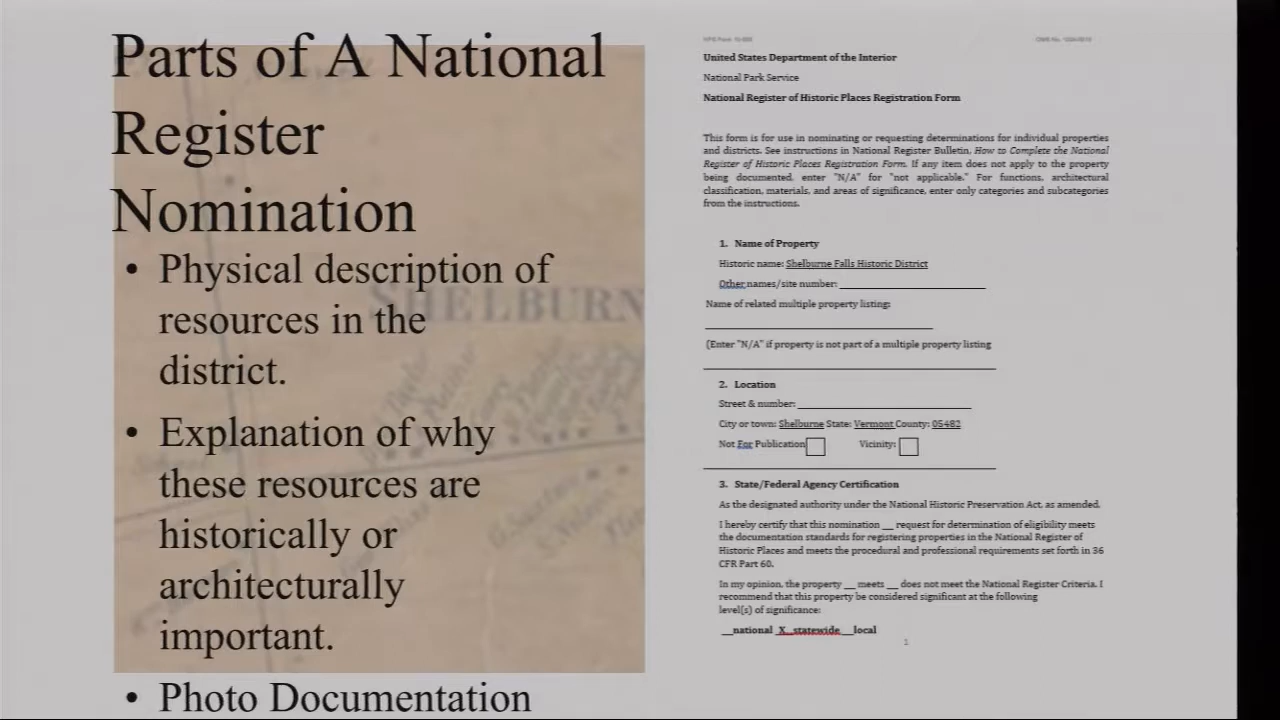 Parts of A National
Register
Nomination
• Physical description of
resources in the
district.
• Explanation of why
these resources are
historically or
architecturally
important.
• Photo Documentation
SHELBURN
United States Department of the Interior
National Park Service
National Register of Historic Places Registration Form
This form is for use in nominating or requesting determinations for individual properties
and districts. See instructions in National Register Bulletin, How to Complete the National
Register of Historic Places Registration Form. If any item does not apply to the property
being documented, enter "N/A" for "not applicable." For functions, architectural
classification, materials, and areas of significance, enter only categories and subcategories
from the instructions.
1. Name of Property
Historic name: Shelburne Falls Historic District
Other names/site number: ____
Name of related multiple property listing:
(Enter "N/A" if property is not part of a multiple property listing
2. Location
Street & number: ____
City or town: Shelburne State: Vermont County: 05482
Not For Publication Vicinity:
3. State/Federal Agency Certification
As the designated authority under the National Historic Preservation Act, as amended,
I hereby certify that this nomination __ request for determination of eligibility meets
the documentation standards for registering properties in the National Register of
Historic Places and meets the procedural and professional requirements set forth in 36
CFR Part 60.
In my opinion, the property __ meets __ does not meet the National Register Criteria. I
recommend that this property be considered significant at the following
level(s) of significance:
__national X_statewide __local
1